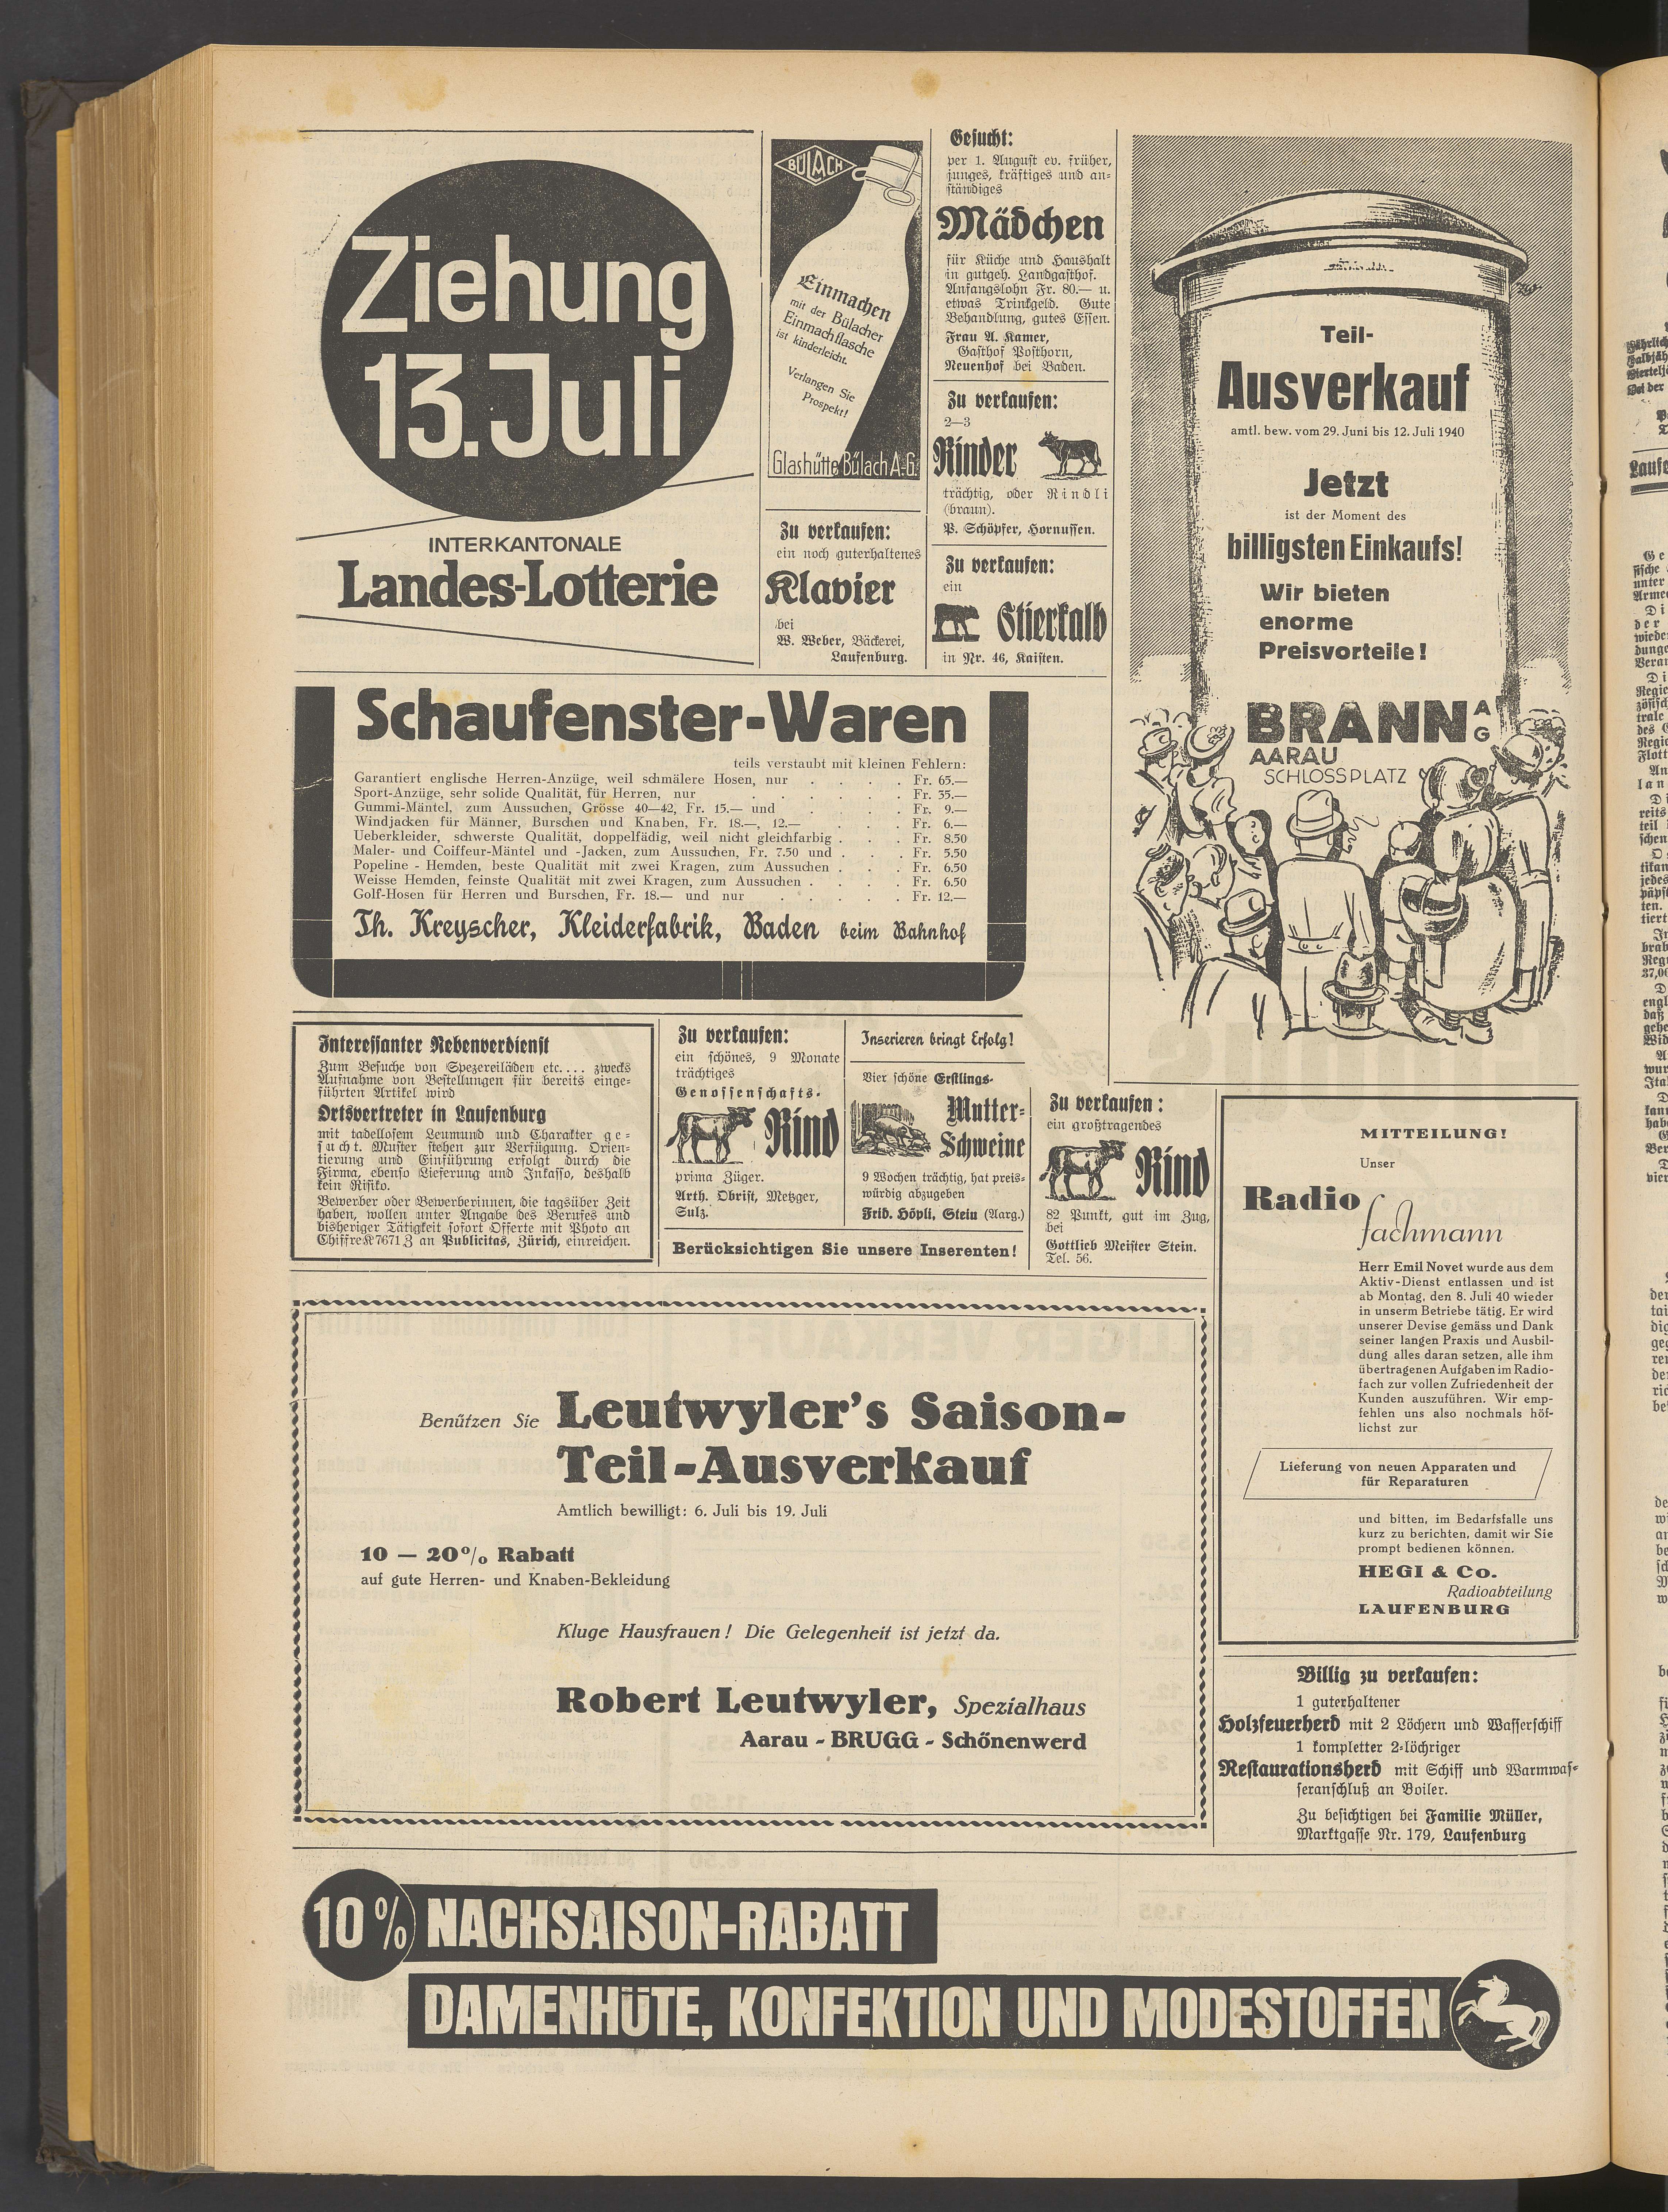 Ziehung
13. Juli
INTERKANTONALE
Landes-Lotterie
BÜLACH
Einmachen
mit der Bülacher
Einmachflasche
ist kinderleicht.
Verlangen Sie
Prospekt!
Glashütte Bülach A.-G.
Zu verkaufen:
ein noch guterhaltenes
Klavier
bei
W. Weber, Bäckerei,
Laufenburg.
Gesucht:
per 1. August ev. früher,
junges, kräftiges und an-
ständiges
Mädchen
für Küche und Haushalt
in gutgeh. Landgasthof.
Anfangslohn Fr. 80.— u.
etwas Trinkgeld. Gute
Behandlung, gutes Essen.
Frau A. Kamer,
Gasthof Posthorn,
Neuenhof bei Baden.
Zu verkaufen:
2—3
Rinder
trächtig, oder Rindli
(braun).
P. Schöpfer, Hornussen.
Zu verkaufen:
ein
Stierkalb
in Nr. 46, Kaisten.
Teil-
Ausverkauf
amtl. bew. vom 29. Juni bis 12. Juli 1940
Jetzt
ist der Moment des
billigsten Einkaufs!
Wir bieten
enorme
Preisvorteile!
BRANN AG
AARAU
SCHLOSSPLATZ
Schaufenster-Waren
teils verstaubt mit kleinen Fehlern:
Garantiert englische Herren-Anzüge, weil schmälere Hosen, nur . . . . Fr. 65.—
Sport-Anzüge, sehr solide Qualität, für Herren, nur . . . . . . Fr. 35.—
Gummi-Mäntel, zum Aussuchen, Grösse 40—42, Fr. 15.— und . . . . Fr. 9.—
Windjacken für Männer, Burschen und Knaben, Fr. 18.—, 12.— . . . Fr. 6.—
Ueberkleider, schwerste Qualität, doppelfädig, weil nicht gleichfarbig . . . Fr. 8.50
Maler- und Coiffeur-Mäntel und -Jacken, zum Aussuchen, Fr. 7.50 und . . . Fr. 5.50
Popeline - Hemden, beste Qualität mit zwei Kragen, zum Aussuchen . . . Fr. 6.50
Weisse Hemden, feinste Qualität mit zwei Kragen, zum Aussuchen . . . . Fr. 6.50
Golf-Hosen für Herren und Burschen, Fr. 18.— und nur . . . . . Fr. 12.—
Th. Kreyscher, Kleiderfabrik, Baden beim Bahnhof
Interessanter Nebenverdienst
Zum Besuche von Spezereiläden etc.... zwecks
Aufnahme von Bestellungen für bereits einge-
führten Artikel wird
Ortsvertreter in Laufenburg
mit tadellosem Leumund und Charakter ge-
sucht. Muster stehen zur Verfügung. Orien-
tierung und Einführung erfolgt durch die
Firma, ebenso Lieferung und Inkasso, deshalb
kein Risiko.
Bewerber oder Bewerberinnen, die tagsüber Zeit
haben, wollen unter Angabe des Berufes und
bisheriger Tätigkeit sofort Offerte mit Photo an
Chiffre K 7671 Z an Publicitas, Zürich, einreichen.
Zu verkaufen:
ein schönes, 9 Monate
trächtiges
Genossenschafts-
Rind
prima Züger.
Arth. Obrist, Metzger,
Sulz.
Inserieren bringt Erfolg!
Vier schöne Erstlings-
Mutter-
Schweine
9 Wochen trächtig, hat preis-
würdig abzugeben
Frid. Höpli, Stein (Aarg.)
Berücksichtigen Sie unsere Inserenten!
Zu verkaufen:
ein großtragendes
Rind
82 Punkt, gut im Zug,
bei
Gottlieb Meister Stein.
Tel. 56.
MITTEILUNG!
Unser
Radio
fachmann
Herr Emil Novet wurde aus dem
Aktiv-Dienst entlassen und ist
ab Montag, den 8. Juli 40 wieder
in unserm Betriebe tätig. Er wird
unserer Devise gemäss und Dank
seiner langen Praxis und Ausbil-
dung alles daran setzen, alle ihm
übertragenen Aufgaben im Radio-
fach zur vollen Zufriedenheit der
Kunden auszuführen. Wir emp-
fehlen uns also nochmals höf-
lichst zur
Lieferung von neuen Apparaten und
für Reparaturen
und bitten, im Bedarfsfalle uns
kurz zu berichten, damit wir Sie
prompt bedienen können.
HEGI & Co.
Radioabteilung
LAUFENBURG
Benützen Sie Leutwyler's Saison-
Teil-Ausverkauf
Amtlich bewilligt: 6. Juli bis 19. Juli
10 — 20% Rabatt
auf gute Herren- und Knaben-Bekleidung
Kluge Hausfrauen! Die Gelegenheit ist jetzt da.
Robert Leutwyler, Spezialhaus
Aarau - BRUGG - Schönenwerd
Billig zu verkaufen:
1 guterhaltener
Holzfeuerherd mit 2 Löchern und Wasserschiff
1 kompletter 2-löchriger
Restaurationsherd mit Schiff und Warmwas-
seranschluß an Boiler.
Zu besichtigen bei Familie Müller,
Marktgasse Nr. 179, Laufenburg
10% NACHSAISON-RABATT
DAMENHÜTE, KONFEKTION UND MODESTOFFEN